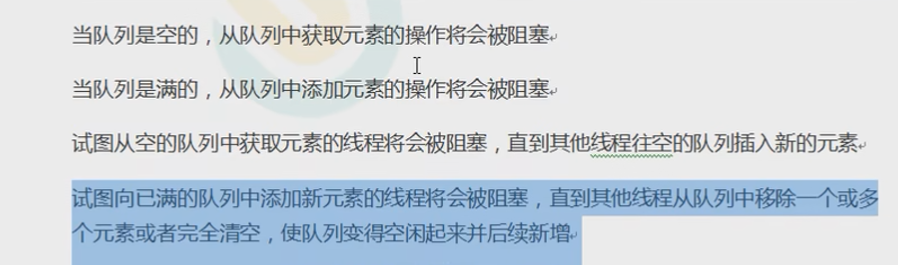 当队列是空的，从队列中获取元素的操作将会被阻塞
当队列是满的，从队列中添加元素的操作将会被阻塞
试图从空的队列中获取元素的线程将会被阻塞，直到其他线程往空的队列插入新的元素
试图向已满的队列中添加新元素的线程将会被阻塞，直到其他线程从队列中移除一个或多
个元素或者完全清空，使队列变得空闲起来并后续新增